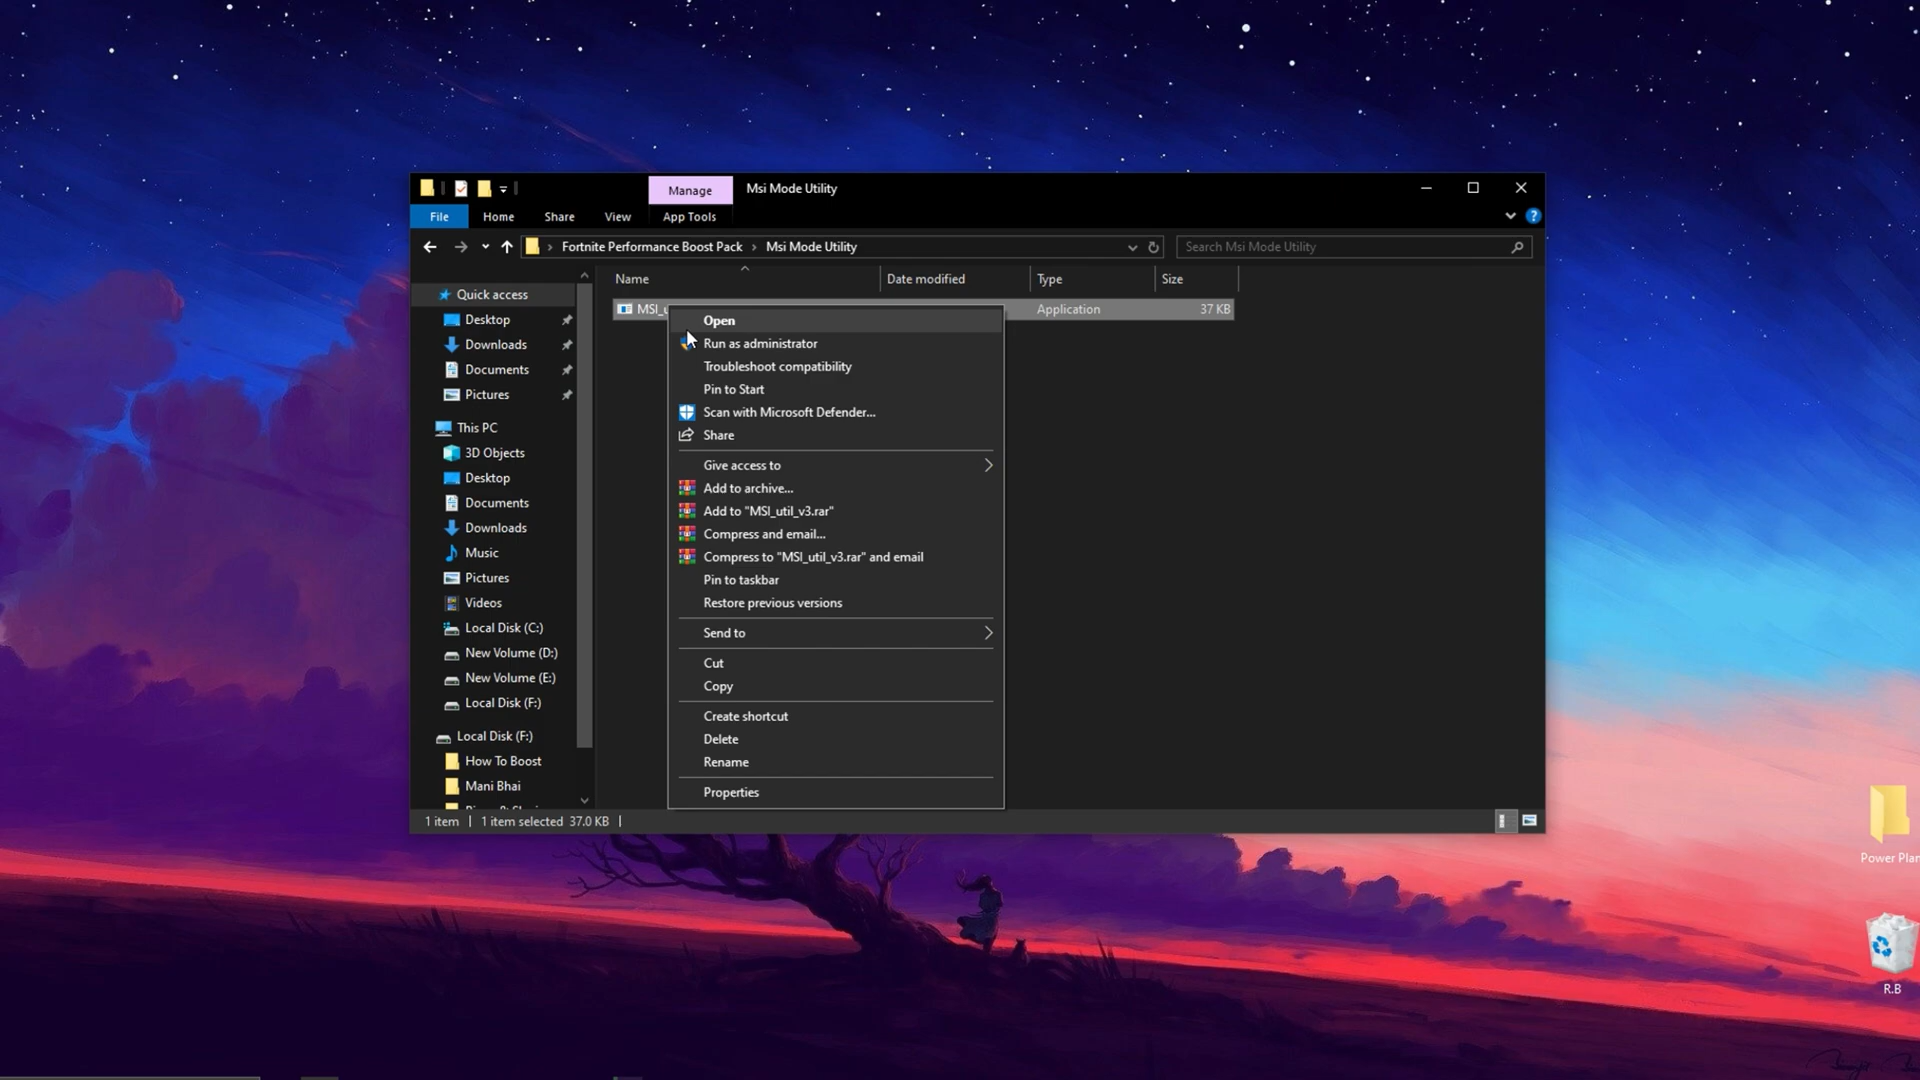 Manage
Msi Mode Utility
File
Home
Share
View
App Tools
Fortnite Performance Boost Pack
Msi Mode Utility
Search Msi Mode Utility
Name
Date modified
Type
Size
Quick access
Desktop
Downloads
Documents
Pictures
This PC
3D Objects
Desktop
Documents
Downloads
Music
Pictures
Videos
Local Disk (C:)
New Volume (D:)
New Volume (E:)
Local Disk (F:)
Local Disk (F:)
How To Boost
Mani Bhai
MSI_u
Application
37 KB
Open
Run as administrator
Troubleshoot compatibility
Pin to Start
Scan with Microsoft Defender...
Share
Give access to
Add to archive...
Add to "MSI_util_v3.rar"
Compress and email...
Compress to "MSI_util_v3.rar" and email
Pin to taskbar
Restore previous versions
Send to
Cut
Copy
Create shortcut
Delete
Rename
Properties
1 item
1 item selected 37.0 KB
Power Plan
R.B